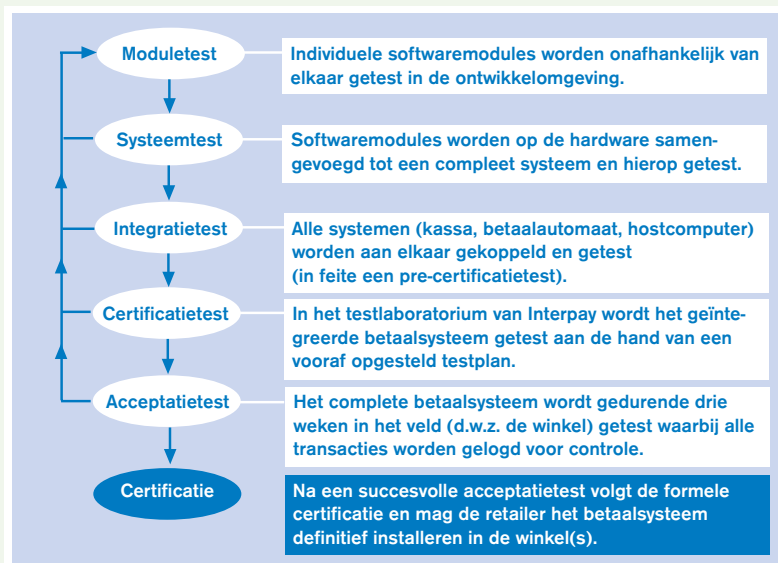 Moduletest
Individuele softwaremodules worden onafhankelijk van
elkaar getest in de ontwikkelomgeving.
Systeemtest
Softwaremodules worden op de hardware samen-
gevoegd tot een compleet systeem en hierop getest.
Integratietest
Alle systemen (kassa, betaalautomaat, hostcomputer)
worden aan elkaar gekoppeld en getest
(in feite een pre-certificatietest).
Certificatietest
In het testlaboratorium van Interpay wordt het geïnte-
greerde betaalsysteem getest aan de hand van een
vooraf opgesteld testplan.
Acceptatietest
Het complete betaalsysteem wordt gedurende drie
weken in het veld (d.w.z. de winkel) getest waarbij alle
transacties worden gelogd voor controle.
Certificatie
Na een succesvolle acceptatietest volgt de formele
certificatie en mag de retailer het betaalsysteem
definitief installeren in de winkel(s).